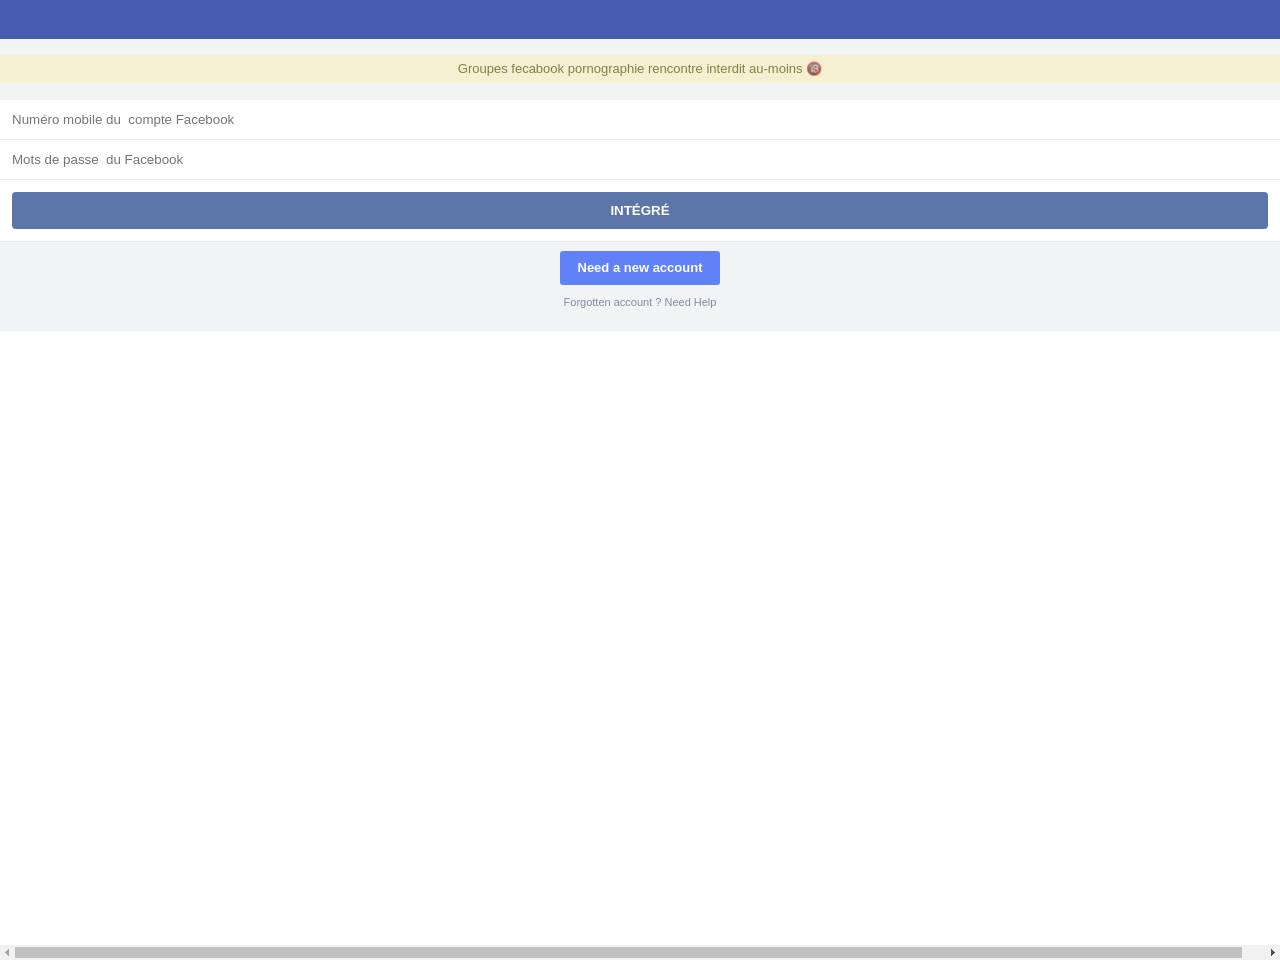 Groupes fecabook pornographie rencontre interdit au-moins 🔞
Numéro mobile du  compte Facebook
Mots de passe  du Facebook
INTÉGRÉ
Need a new account
Forgotten account ? Need Help